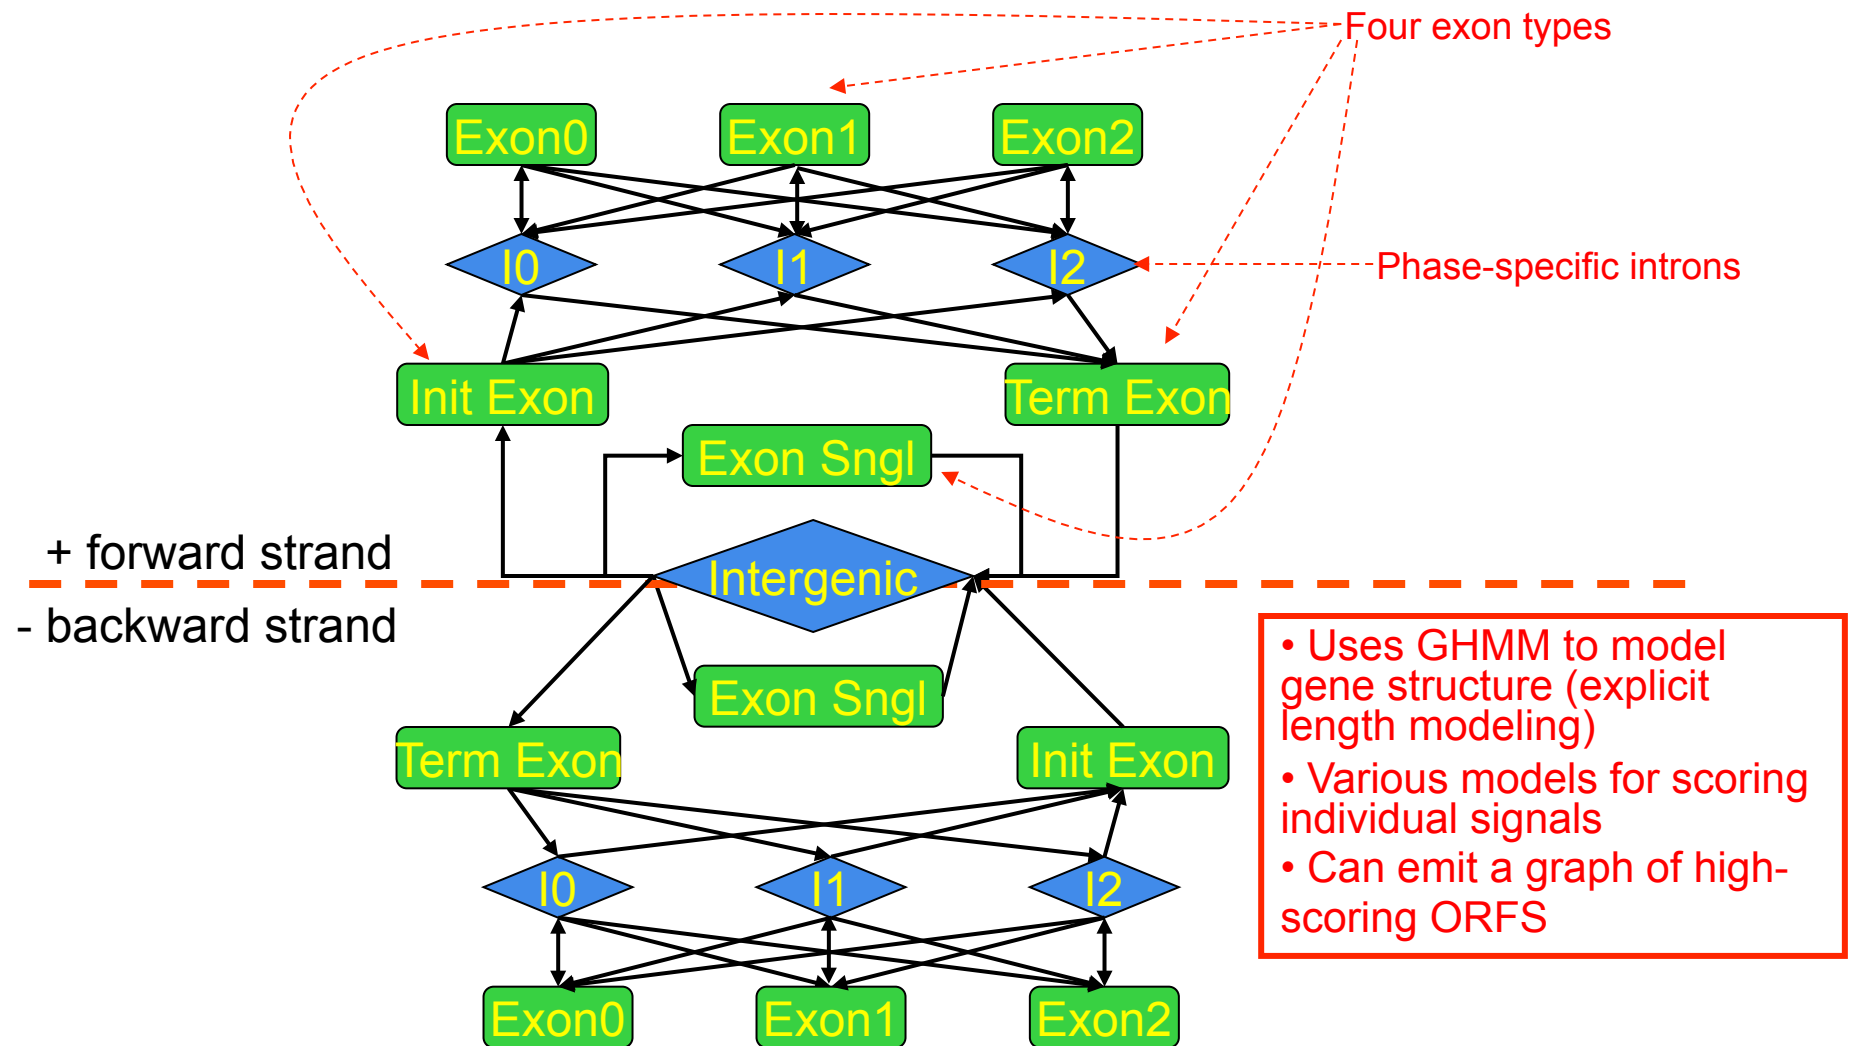 Four exon types
Exon0
Exon1
Exon2
I0
I1
I2
Phase-specific introns
Init Exon
Term Exon
Exon Sngl
+ forward strand
Intergenic
- backward strand
Exon Sngl
Term Exon
Init Exon
I0
I1
I2
Exon0
Exon1
Exon2
• Uses GHMM to model
gene structure (explicit
length modeling)
• Various models for scoring
individual signals
• Can emit a graph of high-
scoring ORFS